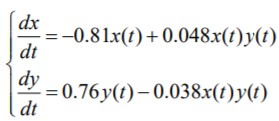 dx/dt = −0.81x(t) + 0.048x(t)y(t)
dy/dt = 0.76y(t) − 0.038x(t)y(t)